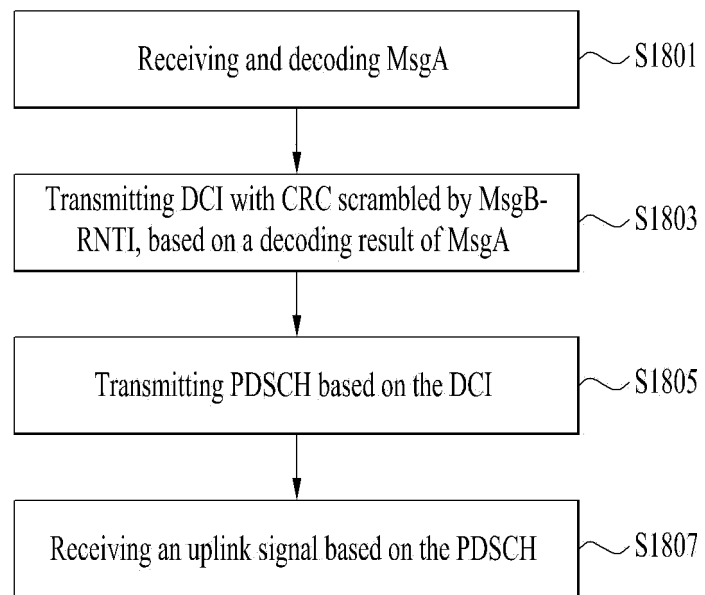 Receiving and decoding MsgA
S1801
Transmitting DCI with CRC scrambled by MsgB-
RNTI, based on a decoding result of MsgA
S1803
Transmitting PDSCH based on the DCI
S1805
Receiving an uplink signal based on the PDSCH
S1807